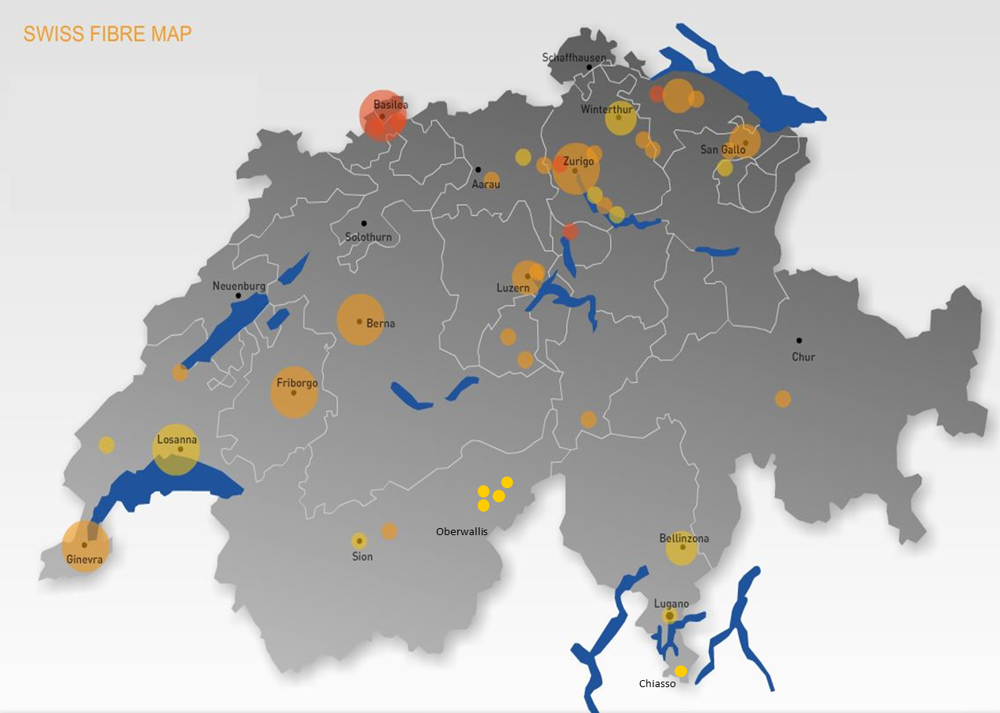 SWISS FIBRE MAP
Schaffhausen
Basilea
Winterthur
San Gallo
Zurigo
Aarau
Solothurn
Neuenburg
Luzern
Berna
Chur
Friborgo
Losanna
Oberwallis
Bellinzona
Sion
Ginevra
Lugano
Chiasso